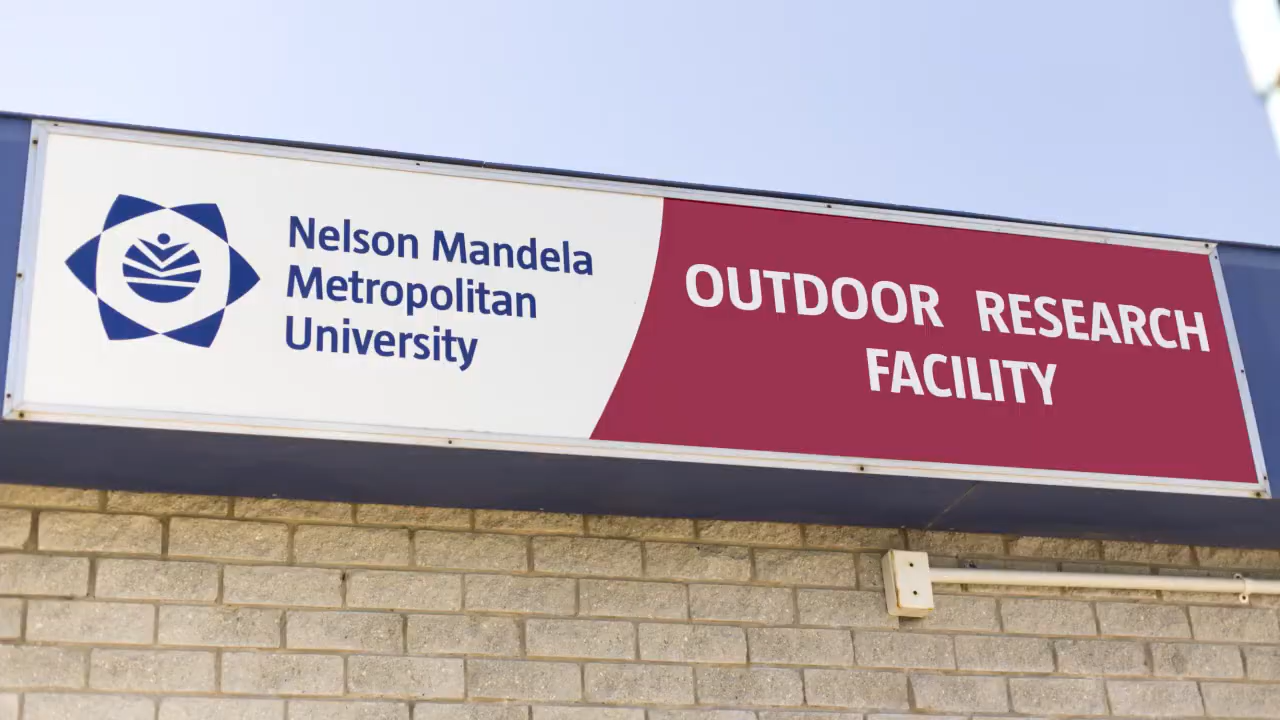 Nelson Mandela
Metropolitan
University
OUTDOOR RESEARCH
FACILITY